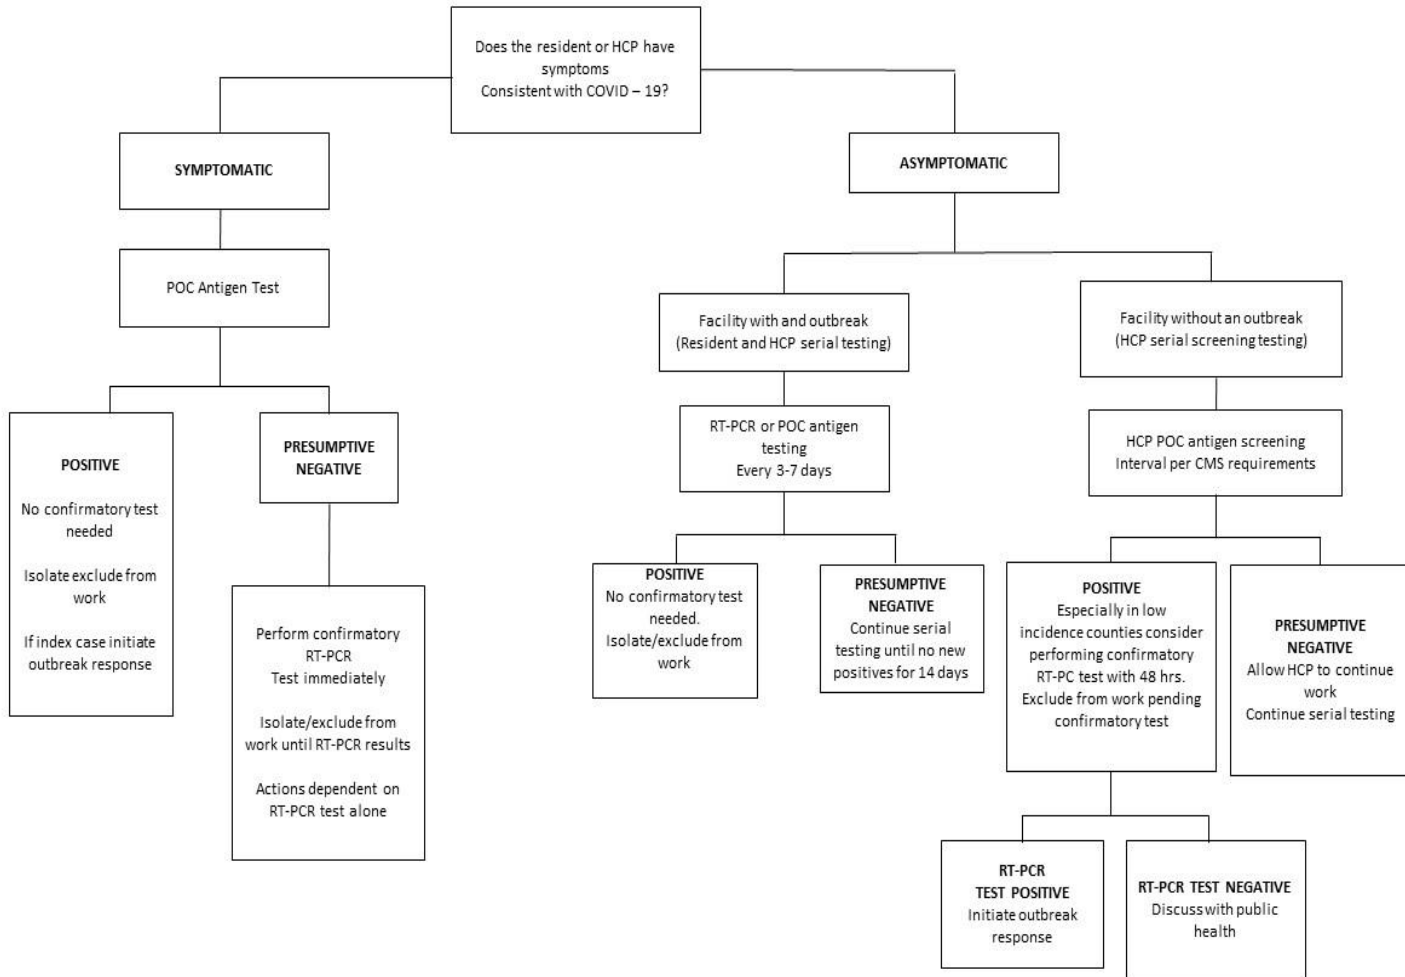 Does the resident or HCP have
symptoms
Consistent with COVID – 19?
SYMPTOMATIC
ASYMPTOMATIC
POC Antigen Test
Facility with and outbreak
(Resident and HCP serial testing)
Facility without an outbreak
(HCP serial screening testing)
POSITIVE
No confirmatory test
needed
Isolate exclude from
work
If index case initiate
outbreak response
PRESUMPTIVE
NEGATIVE
Perform confirmatory
RT-PCR
Test immediately
Isolate/exclude from
work until RT-PCR results
Actions dependent on
RT-PCR test alone
RT-PCR or POC antigen
testing
Every 3-7 days
HCP POC antigen screening
Interval per CMS requirements
POSITIVE
No confirmatory test
needed.
Isolate/exclude from
work
PRESUMPTIVE
NEGATIVE
Continue serial
testing until no new
positives for 14 days
POSITIVE
Especially in low
incidence counties consider
performing confirmatory
RT-PC test with 48 hrs.
Exclude from work pending
confirmatory test
PRESUMPTIVE
NEGATIVE
Allow HCP to continue
work
Continue serial testing
RT-PCR
TEST POSITIVE
Initiate outbreak
response
RT-PCR TEST NEGATIVE
Discuss with public
health